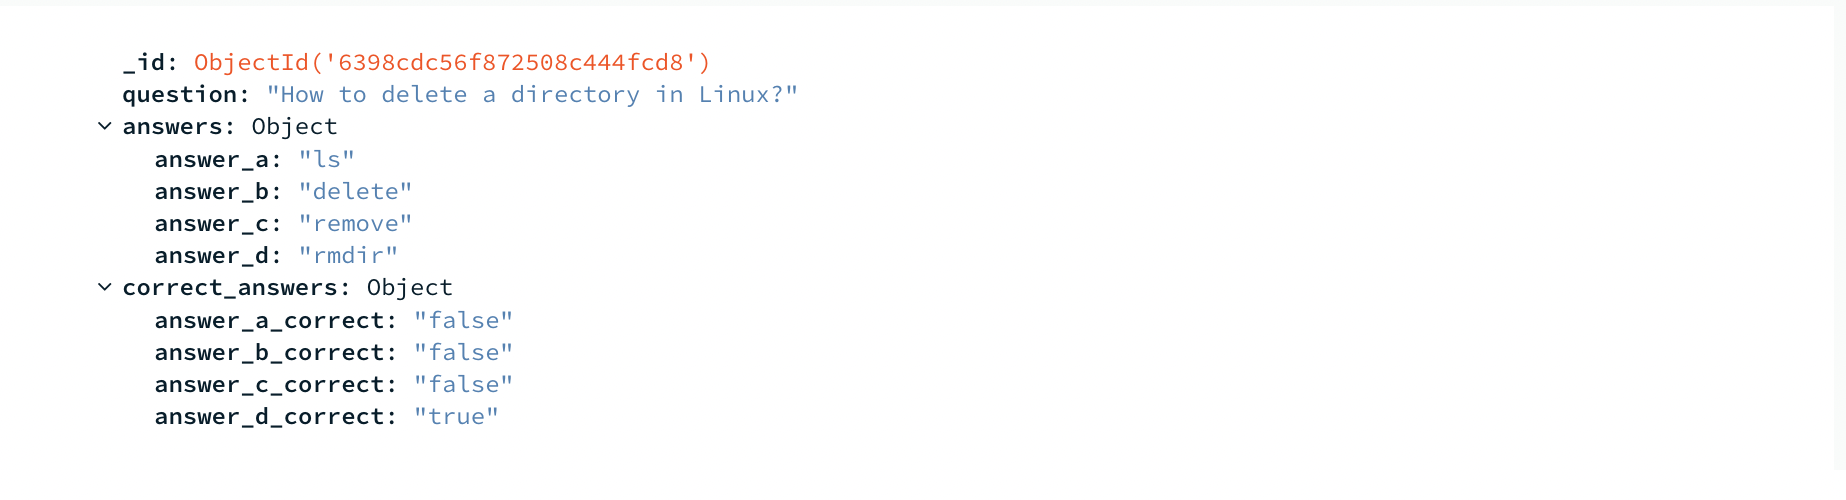 _id: ObjectId('6398cdc56f872508c444fcd8')
question: "How to delete a directory in Linux?"
answers: Object
answer_a: "ls"
answer_b: "delete"
answer_c: "remove"
answer_d: "rmdir"
correct_answers: Object
answer_a_correct: "false"
answer_b_correct: "false"
answer_c_correct: "false"
answer_d_correct: "true"